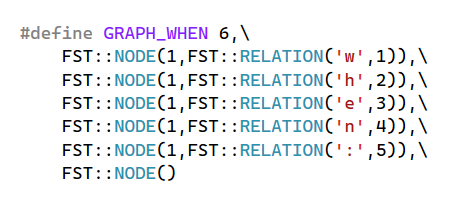 #define GRAPH_WHEN 6,\
    FST::NODE(1,FST::RELATION('w',1)),\
    FST::NODE(1,FST::RELATION('h',2)),\
    FST::NODE(1,FST::RELATION('e',3)),\
    FST::NODE(1,FST::RELATION('n',4)),\
    FST::NODE(1,FST::RELATION(':',5)),\
    FST::NODE()